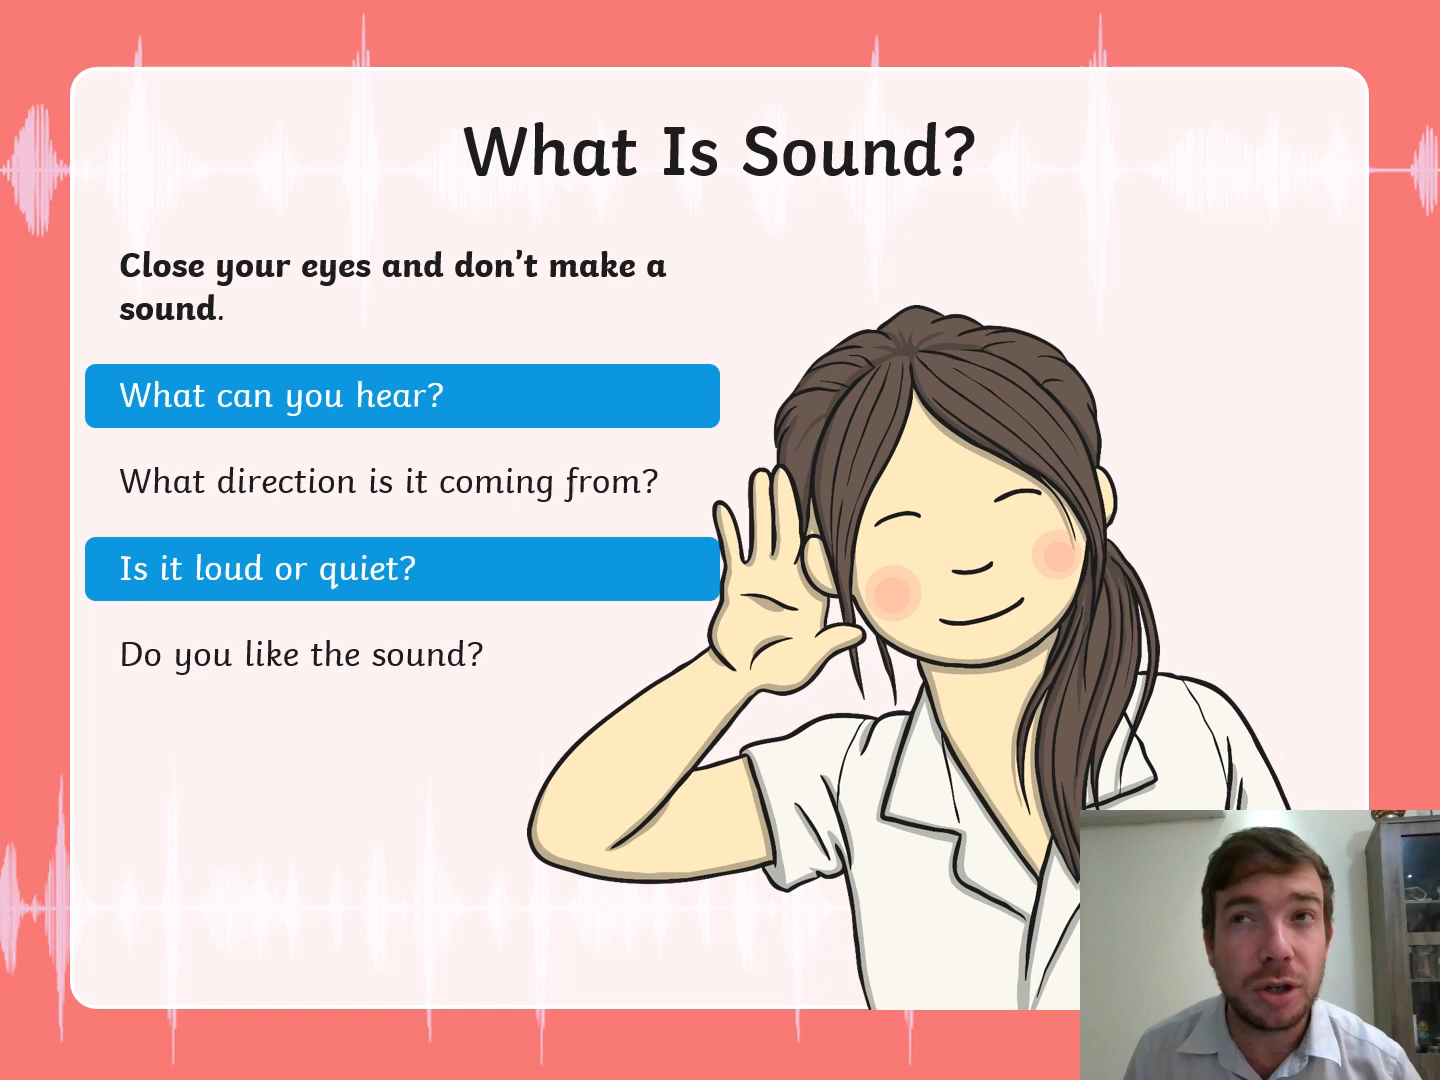 What Is Sound?
Close your eyes and don't make a
sound.
What can you hear?
What direction is it coming from?
Is it loud or quiet?
Do you like the sound?